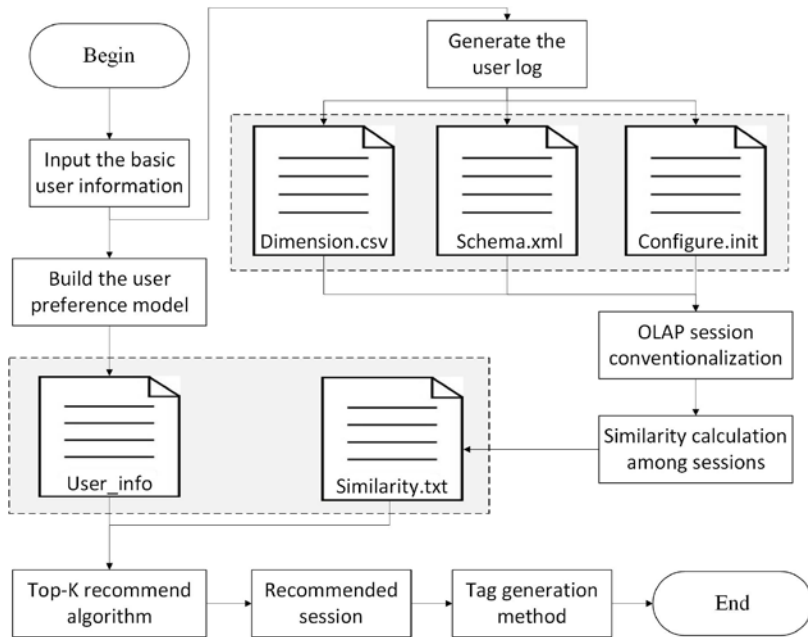 Begin
Generate the
user log
Input the basic
user information
Dimension.csv
Schema.xml
Configure.init
Build the user
preference model
OLAP session
conventionalization
User_info
Similarity.txt
Similarity calculation
among sessions
Top-K recommend
algorithm
Recommended
session
Tag generation
method
End